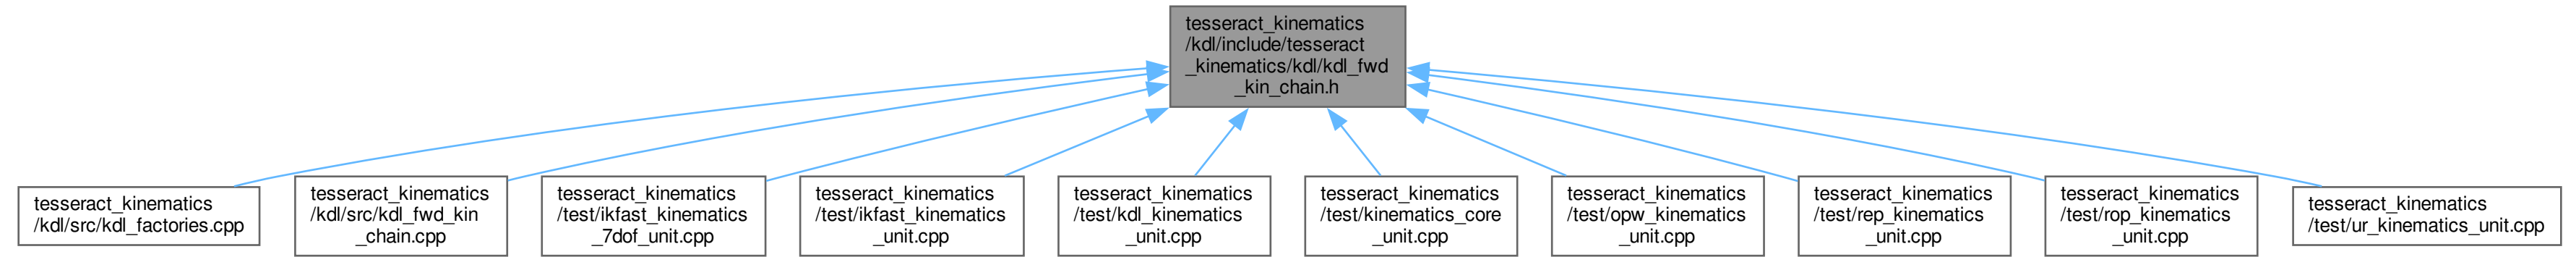 tesseract_kinematics
/kdl/include/tesseract
_kinematics/kdl/kdl_fwd
_kin_chain.h
tesseract_kinematics
/kdl/src/kdl_factories.cpp
tesseract_kinematics
/kdl/src/kdl_fwd_kin
_chain.cpp
tesseract_kinematics
/test/ikfast_kinematics
_7dof_unit.cpp
tesseract_kinematics
/test/ikfast_kinematics
_unit.cpp
tesseract_kinematics
/test/kdl_kinematics
_unit.cpp
tesseract_kinematics
/test/kinematics_core
_unit.cpp
tesseract_kinematics
/test/opw_kinematics
_unit.cpp
tesseract_kinematics
/test/rep_kinematics
_unit.cpp
tesseract_kinematics
/test/rop_kinematics
_unit.cpp
tesseract_kinematics
/test/ur_kinematics_unit.cpp